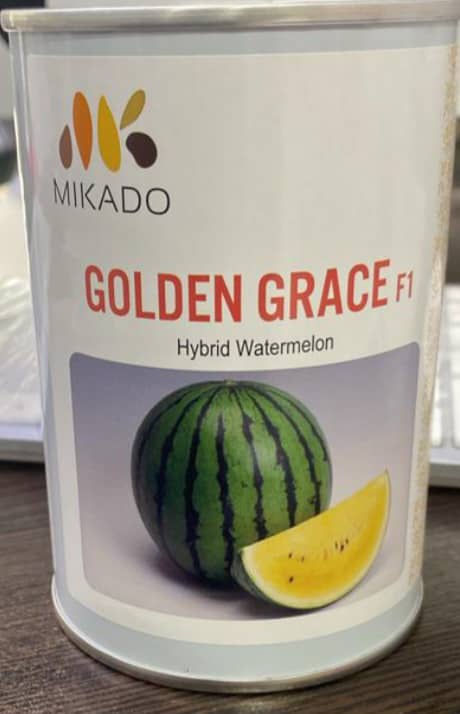 MIKADO
GOLDEN GRACE F1
Hybrid Watermelon